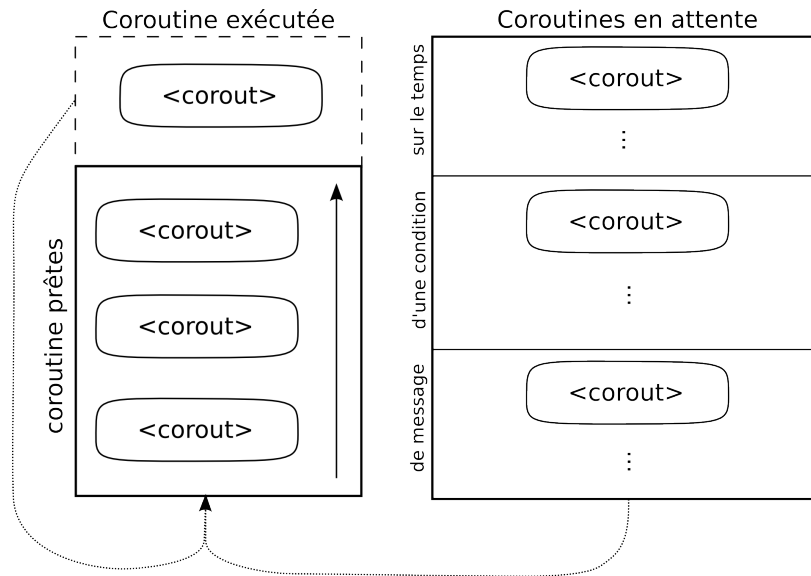 Coroutine exécutée
<corout>
coroutine prêtes
<corout>
<corout>
<corout>
Coroutines en attente
sur le temps
<corout>
...
d'une condition
<corout>
...
de message
<corout>
...